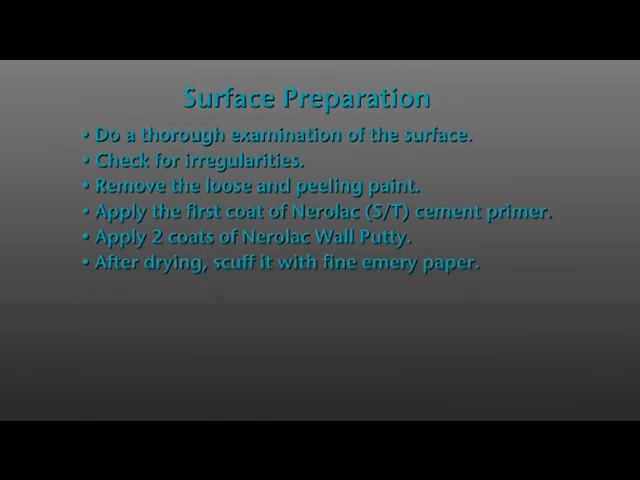 Surface Preparation
• Do a thorough examination of the surface.
• Check for irregularities.
• Remove the loose and peeling paint.
• Apply the first coat of Nerolac (S/T) cement primer.
• Apply 2 coats of Nerolac Wall Putty.
• After drying, scuff it with fine emery paper.